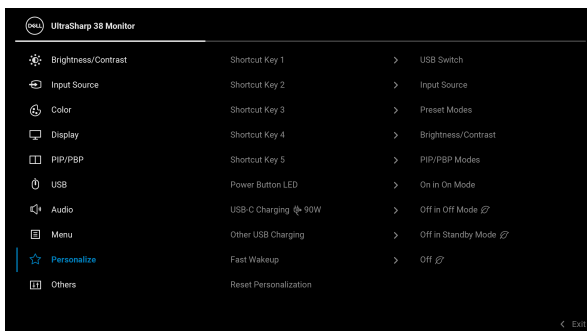 DELL UltraSharp 38 Monitor
Brightness/Contrast Shortcut Key 1 > USB Switch
Input Source Shortcut Key 2 > Input Source
Color Shortcut Key 3 > Preset Modes
Display Shortcut Key 4 > Brightness/Contrast
PIP/PBP Shortcut Key 5 > PIP/PBP Modes
USB Power Button LED > On in On Mode
Audio USB-C Charging 90W > Off in Off Mode
Menu Other USB Charging > Off in Standby Mode
Personalize Fast Wakeup > Off
Others Reset Personalization
< Exit